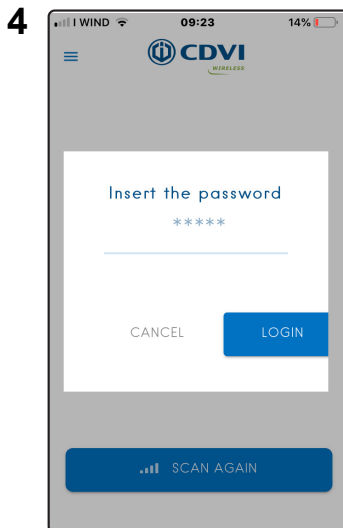 4
I WIND 09:23 14%
CDVI
WIRELESS
Insert the password
*****
CANCEL LOGIN
SCAN AGAIN